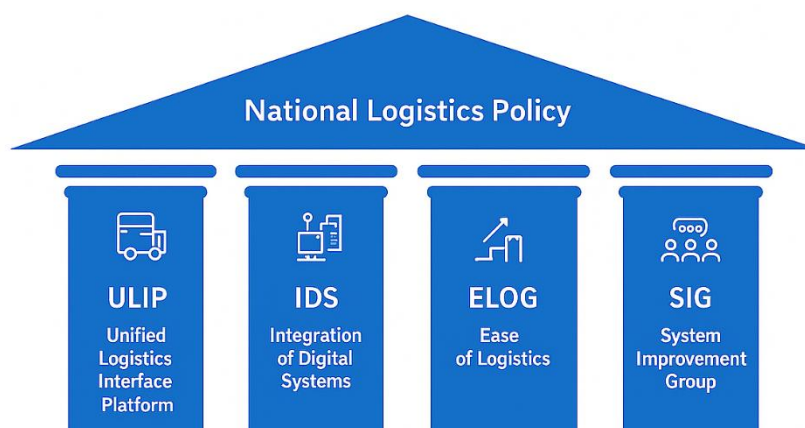 National Logistics Policy
ULIP
Unified
Logistics
Interface
Platform
IDS
Integration
of Digital
Systems
ELOG
Ease
of Logistics
SIG
System
Improvement
Group